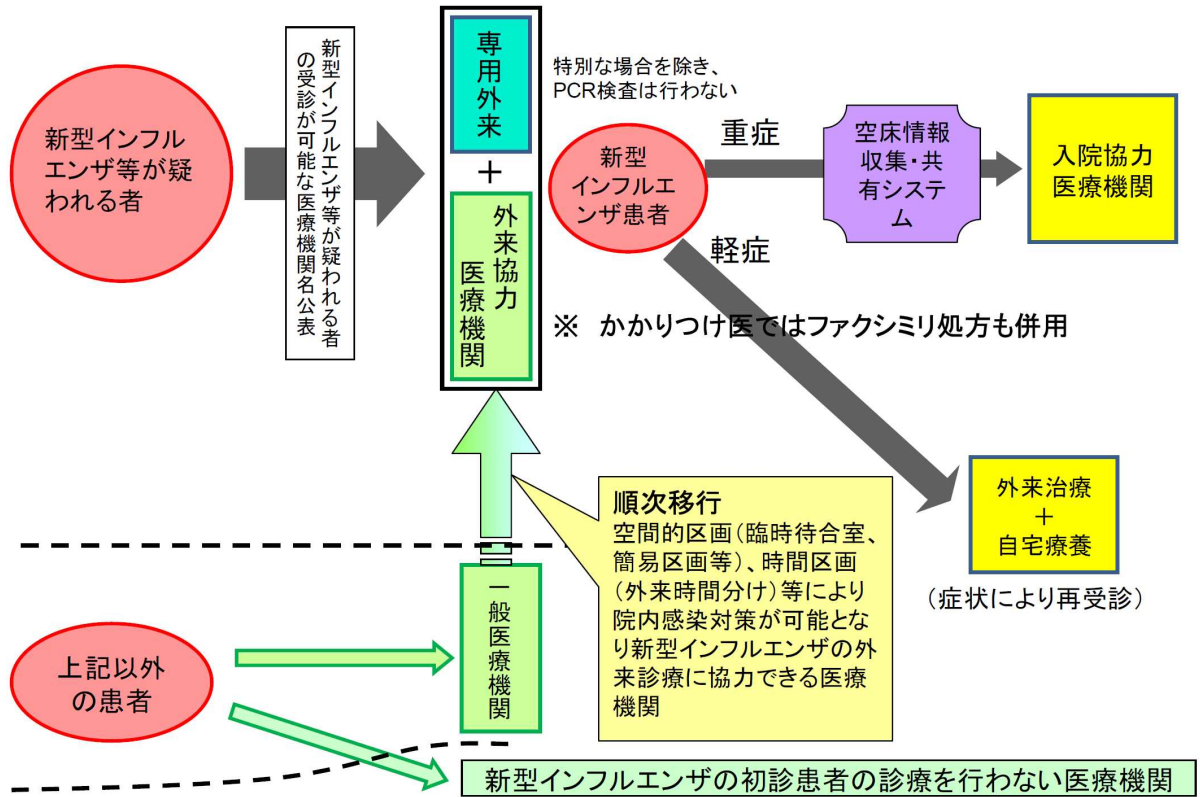 新型インフル
エンザ等が疑
われる者
新型インフルエンザ等が疑われる者
の受診が可能な医療機関名公表
専用外来
＋
外来協力
医療機関
特別な場合を除き、
PCR検査は行わない
新型
インフルエ
ンザ患者
重症
空床情報
収集・共
有システ
ム
入院協力
医療機関
軽症
※ かかりつけ医ではファクシミリ処方も併用
外来治療
＋
自宅療養
（症状により再受診）
順次移行
空間的区画（臨時待合室、
簡易区画等）、時間区画
（外来時間分け）等により
院内感染対策が可能とな
り新型インフルエンザの外
来診療に協力できる医療
機関
一般医療機関
上記以外
の患者
新型インフルエンザの初診患者の診療を行わない医療機関